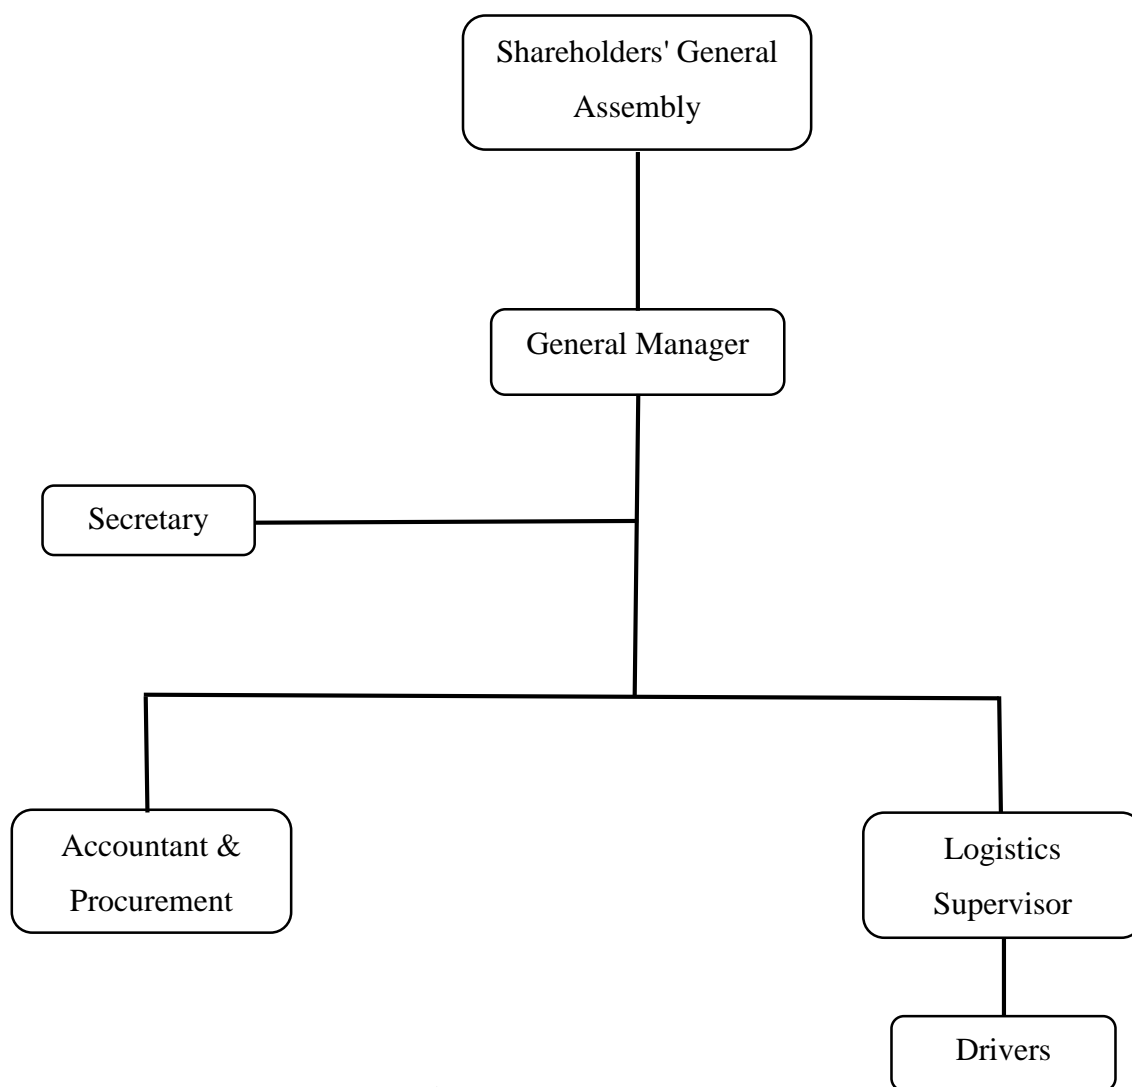 Shareholders' General
Assembly
General Manager
Secretary
Accountant &
Procurement
Logistics
Supervisor
Drivers